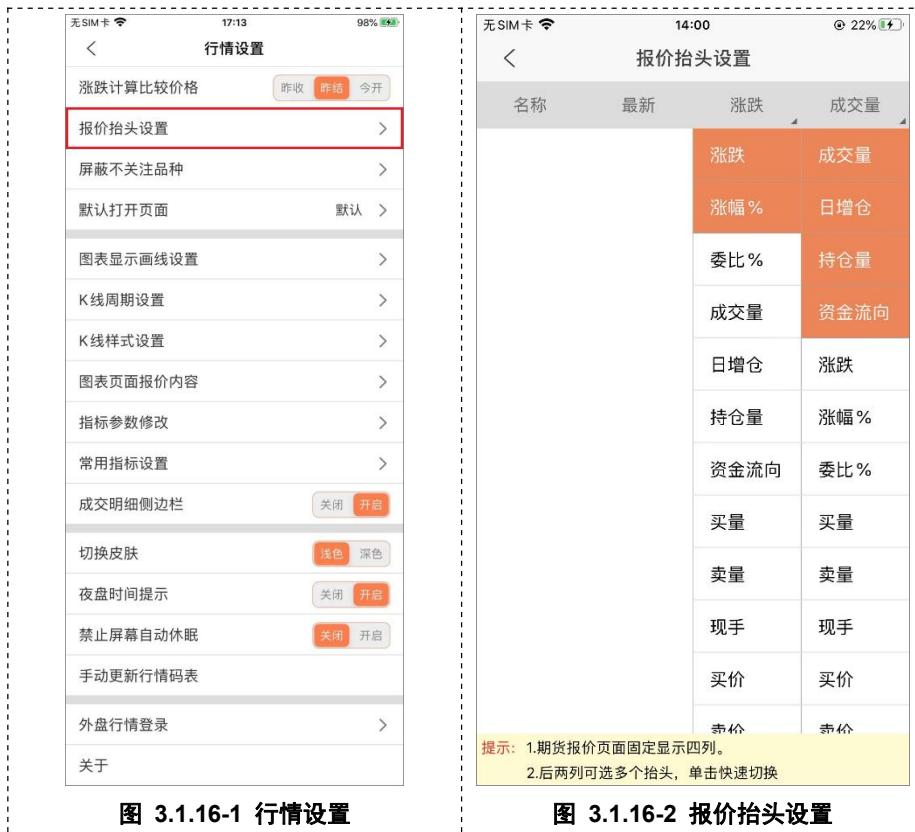 无SIM卡 17:13 98%
行情设置
涨跌计算比较价格 昨收 昨结 今开
报价抬头设置
屏蔽不关注品种
默认打开页面 默认
图表显示画线设置
K线周期设置
K线样式设置
图表页面报价内容
指标参数修改
常用指标设置
成交明细侧边栏 关闭 开启
切换皮肤 浅色 深色
夜盘时间提示 关闭 开启
禁止屏幕自动休眠 关闭 开启
手动更新行情码表
外盘行情登录
关于
图 3.1.16-1 行情设置
无SIM卡 14:00 22%
报价抬头设置
名称 最新 涨跌 成交量
涨跌 成交量
涨幅% 日增仓
委比% 持仓量
成交量 资金流向
日增仓 涨跌
持仓量 涨幅%
资金流向 委比%
买量 买量
卖量 卖量
现手 现手
买价 买价
卖价 卖价
提示: 1.期货报价页面固定显示四列。
2.后两列可选多个抬头，单击快速切换
图 3.1.16-2 报价抬头设置